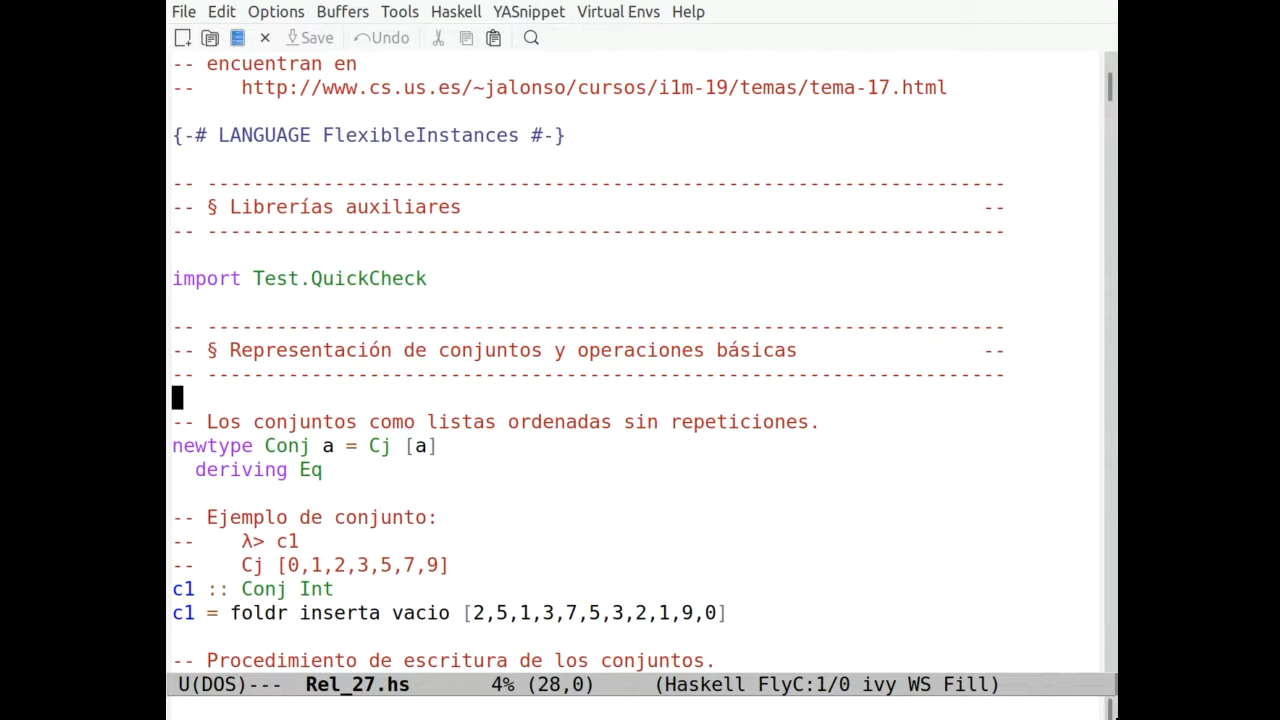 File Edit Options Buffers Tools Haskell YASnippet Virtual Envs Help
Save Undo
-- encuentran en
--    http://www.cs.us.es/~jalonso/cursos/i1m-19/temas/tema-17.html
{-# LANGUAGE FlexibleInstances #-}
-- ---------------------------------------------------------------------
-- § Librerías auxiliares                                             --
-- ---------------------------------------------------------------------
import Test.QuickCheck
-- ---------------------------------------------------------------------
-- § Representación de conjuntos y operaciones básicas                --
-- ---------------------------------------------------------------------
-- Los conjuntos como listas ordenadas sin repeticiones.
newtype Conj a = Cj [a]
  deriving Eq
-- Ejemplo de conjunto:
--    λ> c1
--    Cj [0,1,2,3,5,7,9]
c1 :: Conj Int
c1 = foldr inserta vacio [2,5,1,3,7,5,3,2,1,9,0]
-- Procedimiento de escritura de los conjuntos.
U(DOS)---  Rel_27.hs       4% (28,0)     (Haskell FlyC:1/0 ivy WS Fill)